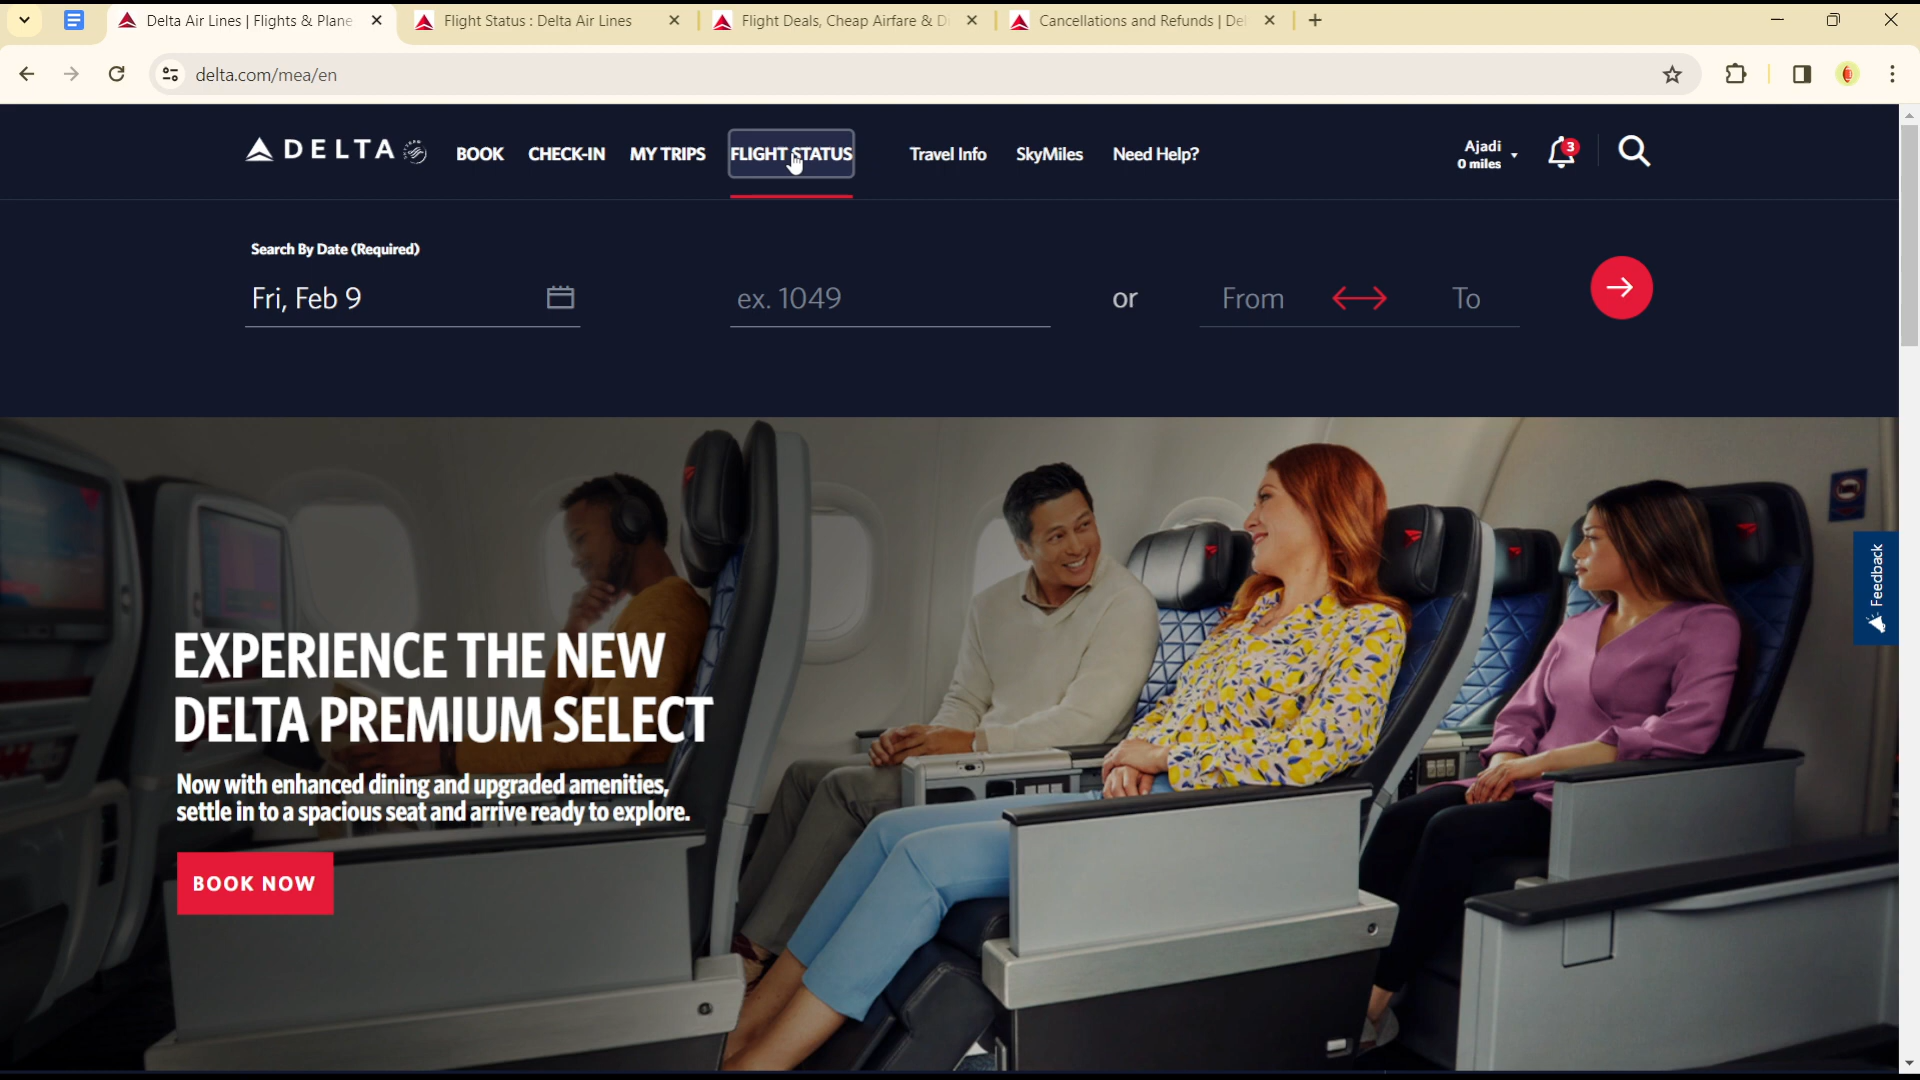 Delta Air Lines | Flights & Plane
Flight Status : Delta Air Lines
Flight Deals, Cheap Airfare & D
Cancellations and Refunds | De
delta.com/mea/en
DELTA
BOOK
CHECK-IN
MY TRIPS
FLIGHT STATUS
Travel Info
SkyMiles
Need Help?
Ajadi
0 miles
3
Search By Date (Required)
Fri, Feb 9
ex. 1049
or
From
To
Feedback
EXPERIENCE THE NEW
DELTA PREMIUM SELECT
Now with enhanced dining and upgraded amenities,
settle in to a spacious seat and arrive ready to explore.
BOOK NOW